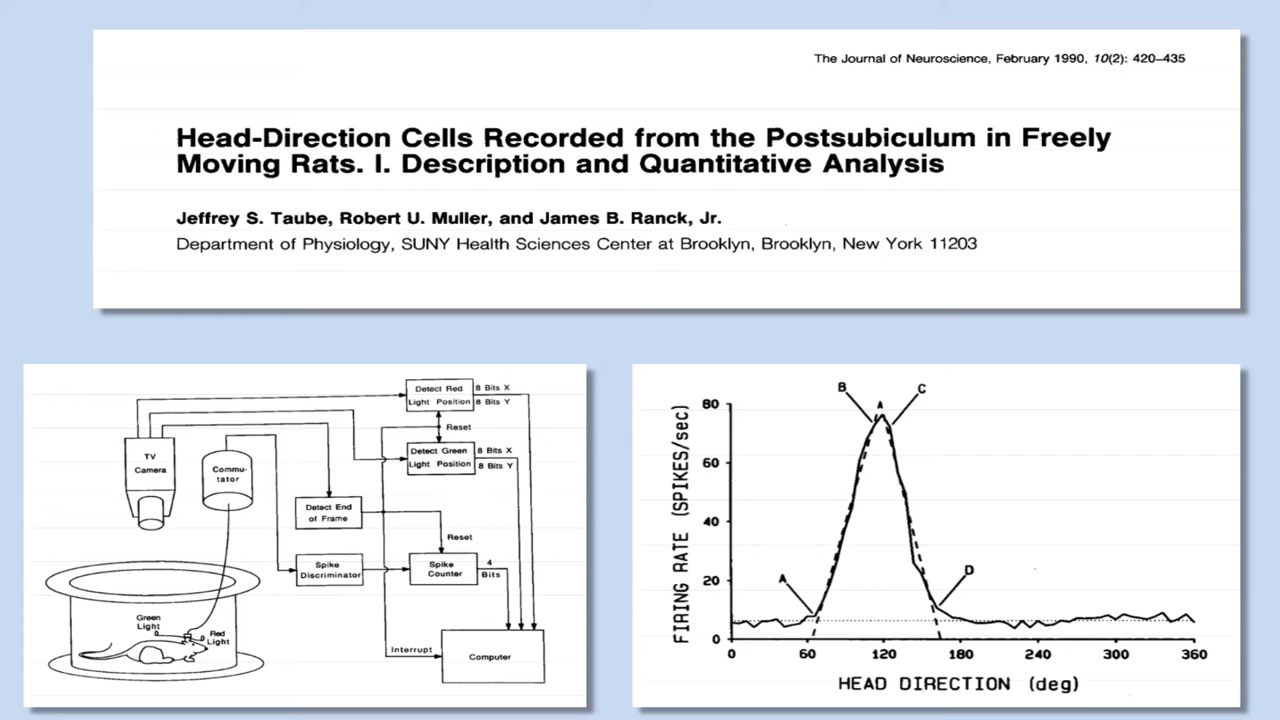 The Journal of Neuroscience, February 1990, 10(2): 420–435
Head-Direction Cells Recorded from the Postsubiculum in Freely
Moving Rats. I. Description and Quantitative Analysis
Jeffrey S. Taube, Robert U. Muller, and James B. Ranck, Jr.
Department of Physiology, SUNY Health Sciences Center at Brooklyn, Brooklyn, New York 11203
Detect Red
Light Position
8 Bits X
8 Bits Y
Reset
Detect Green
Light Position
8 Bits X
8 Bits Y
TV
Camera
Commu-
tator
Detect End
of Frame
Reset
Spike
Discriminator
Spike
Counter
4
Bits
Green
Light
Red
Light
Interrupt
Computer
FIRING RATE (SPIKES/sec)
80
60
40
20
0
B
A
C
A
D
0 60 120 180 240 300 360
HEAD DIRECTION (deg)